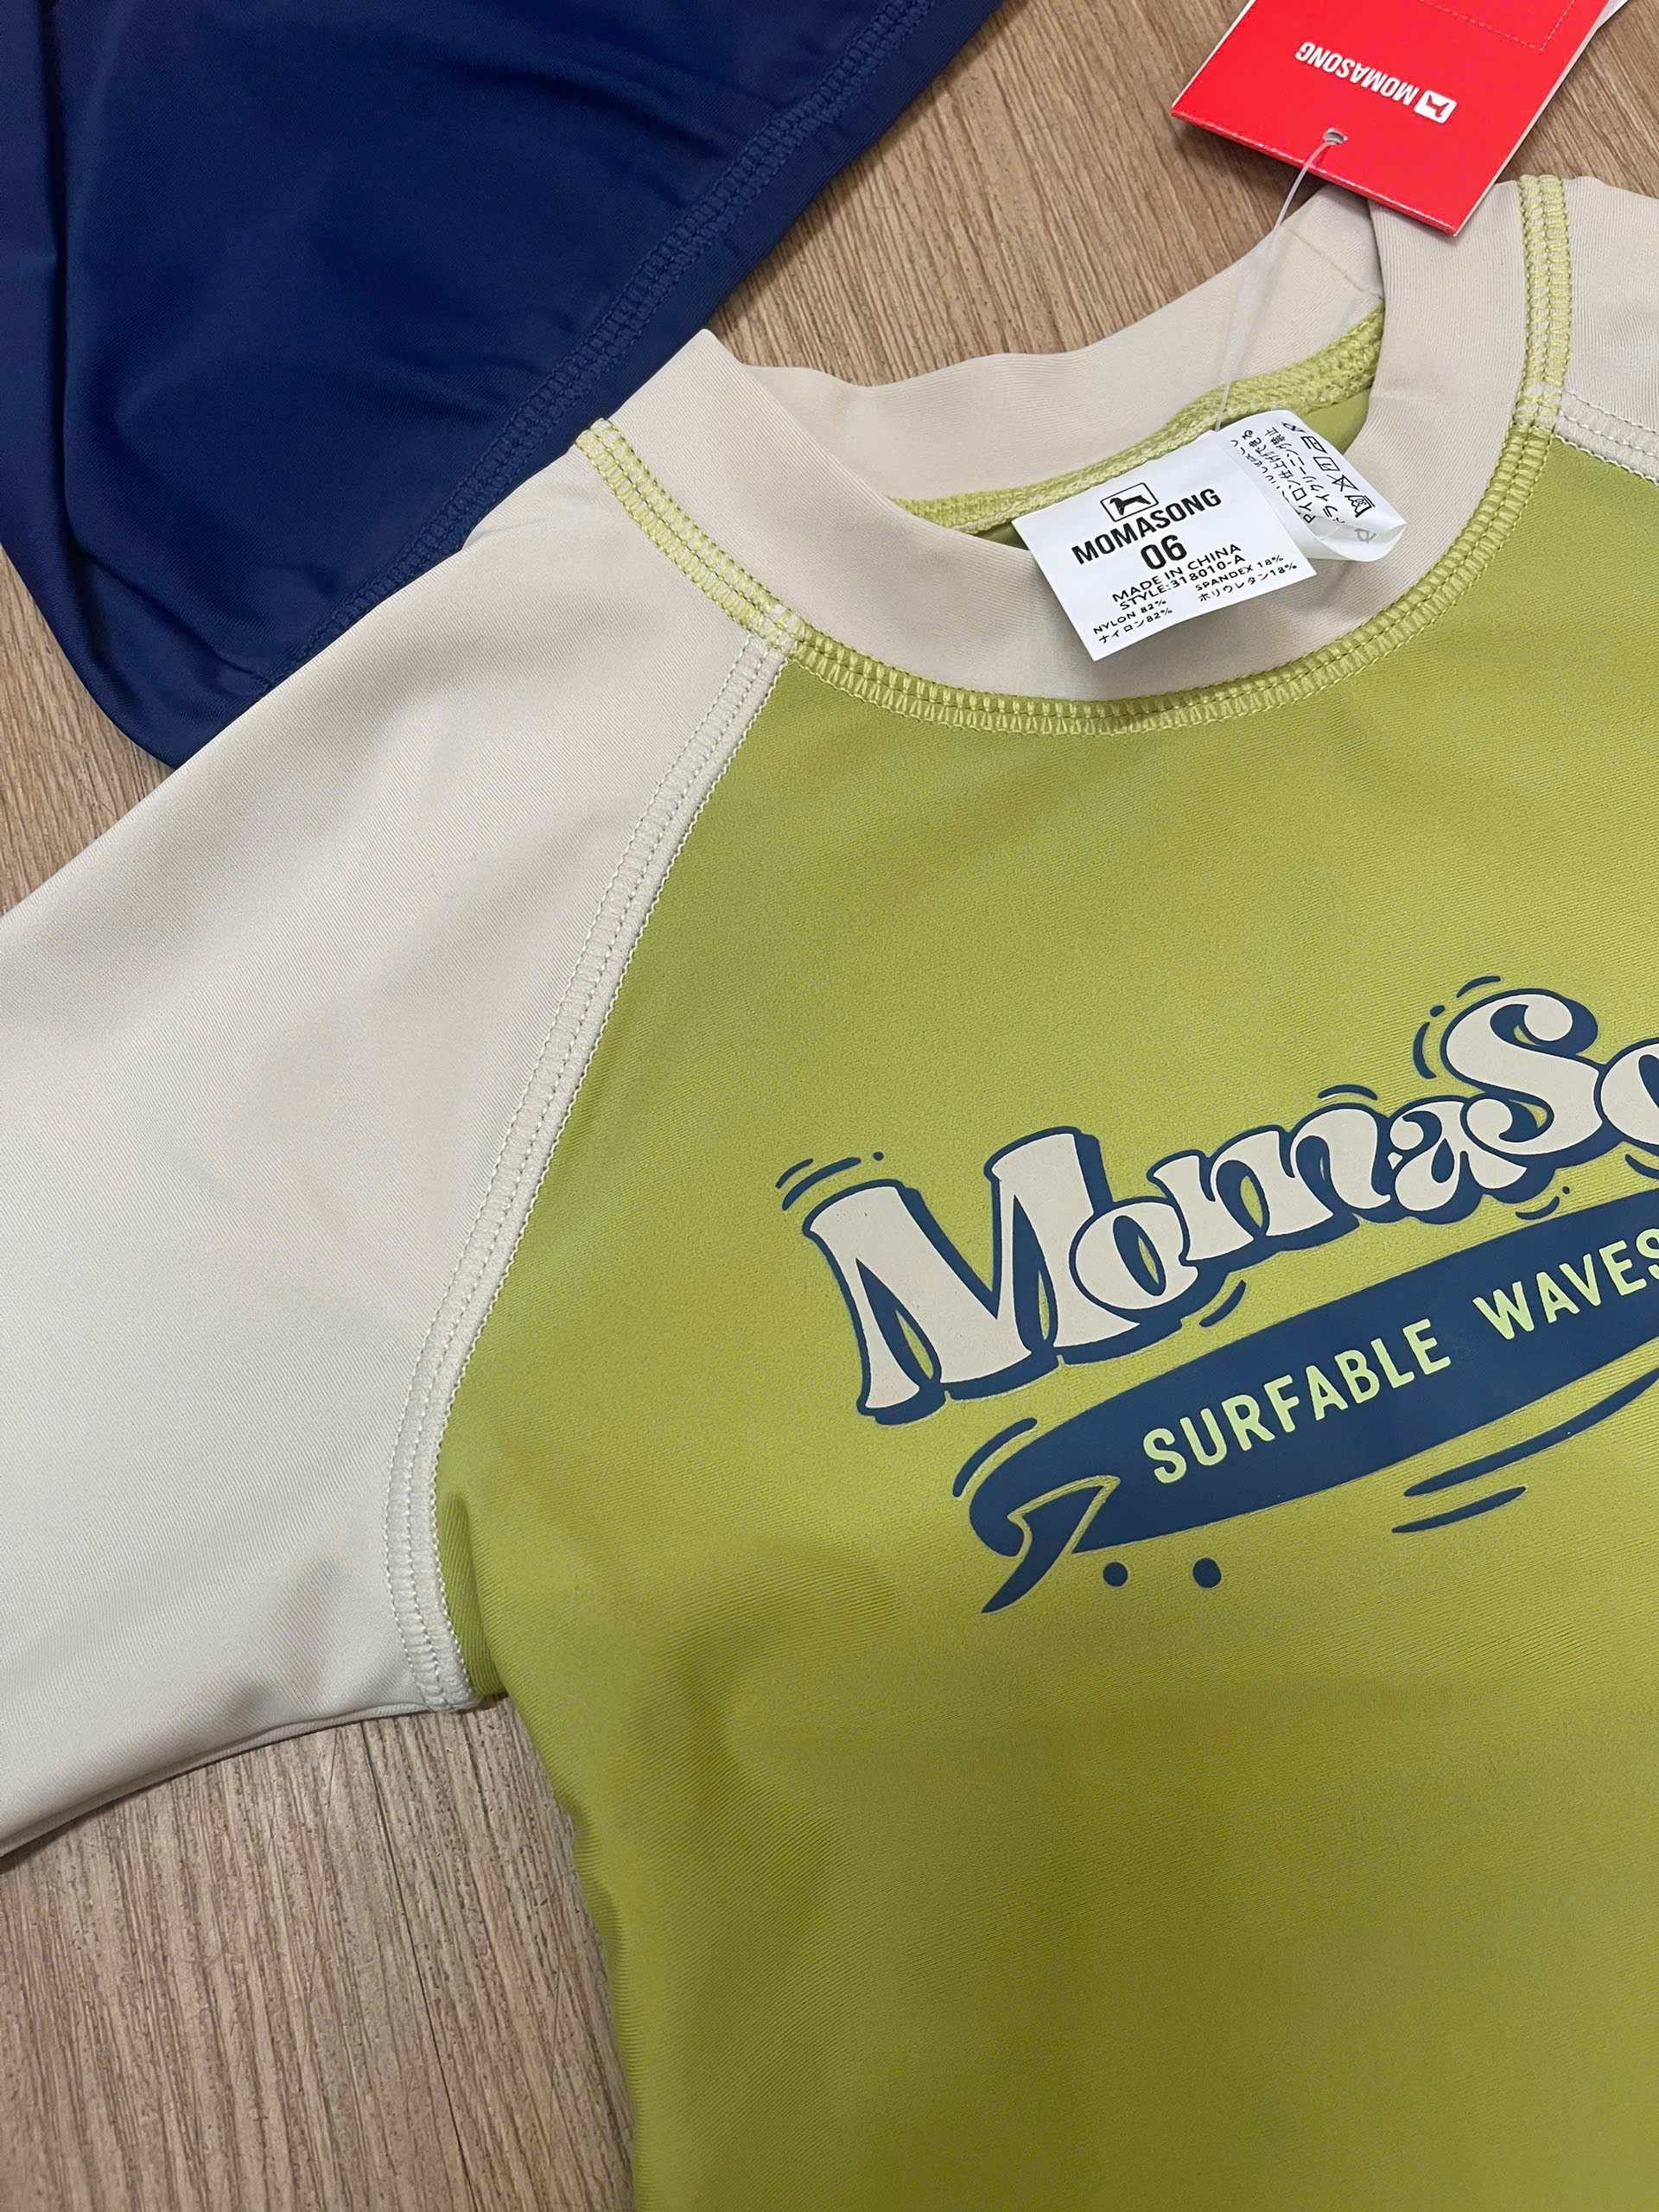 MOMASONG
MOMASONG
06
MADE IN CHINA
STYLE:318010-A
NYLON 82% SPANDEX 18%
ナイロン82% ポリウレタン18%
MomaSo
SURFABLE WAVES